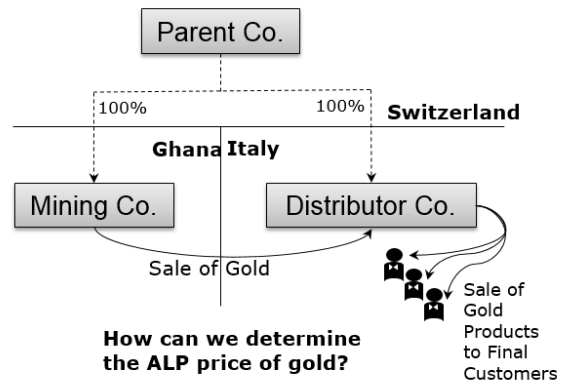 Parent Co.
100%
100%
Switzerland
Ghana
Italy
Mining Co.
Distributor Co.
Sale of Gold
Sale of
Gold
Products
to Final
Customers
How can we determine
the ALP price of gold?